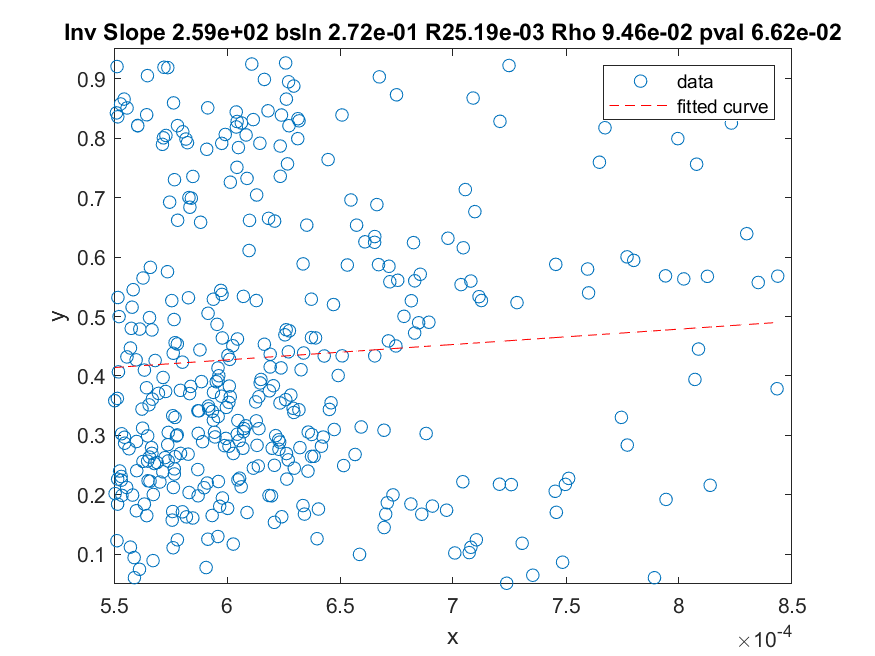 Inv Slope 2.59e+02 bsln 2.72e-01 R25.19e-03 Rho 9.46e-02 pval 6.62e-02
data
fitted curve
0.9
0.8
0.7
0.6
0.5
0.4
0.3
0.2
0.1
y
5.5 6 6.5 7 7.5 8 8.5
x
×10⁻⁴